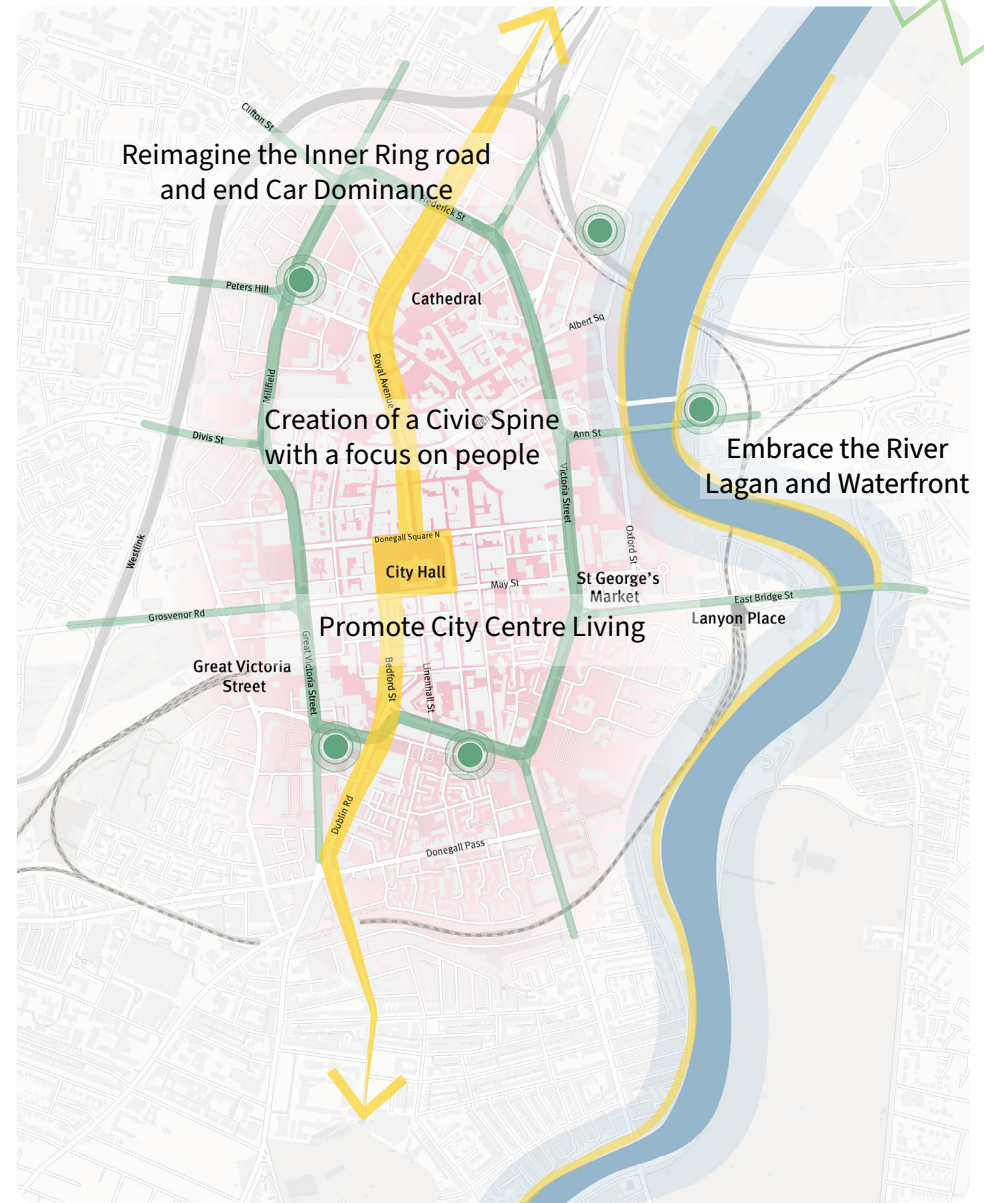 Clifton St
Reimagine the Inner Ring road
and end Car Dominance
Frederick St
Peters Hill
Cathedral
Albert Sq
Royal Avenue
Millfield
Creation of a Civic Spine
with a focus on people
Divis St
Ann St
Embrace the River
Lagan and Waterfront
Victoria Street
Westlink
Donegall Square N
Oxford St
City Hall
May St
St George's
Market
East Bridge St
Grosvenor Rd
Promote City Centre Living
Lanyon Place
Great Victoria
Street
Great Victoria Street
Bedford St
Linenhall St
Dublin Rd
Donegall Pass